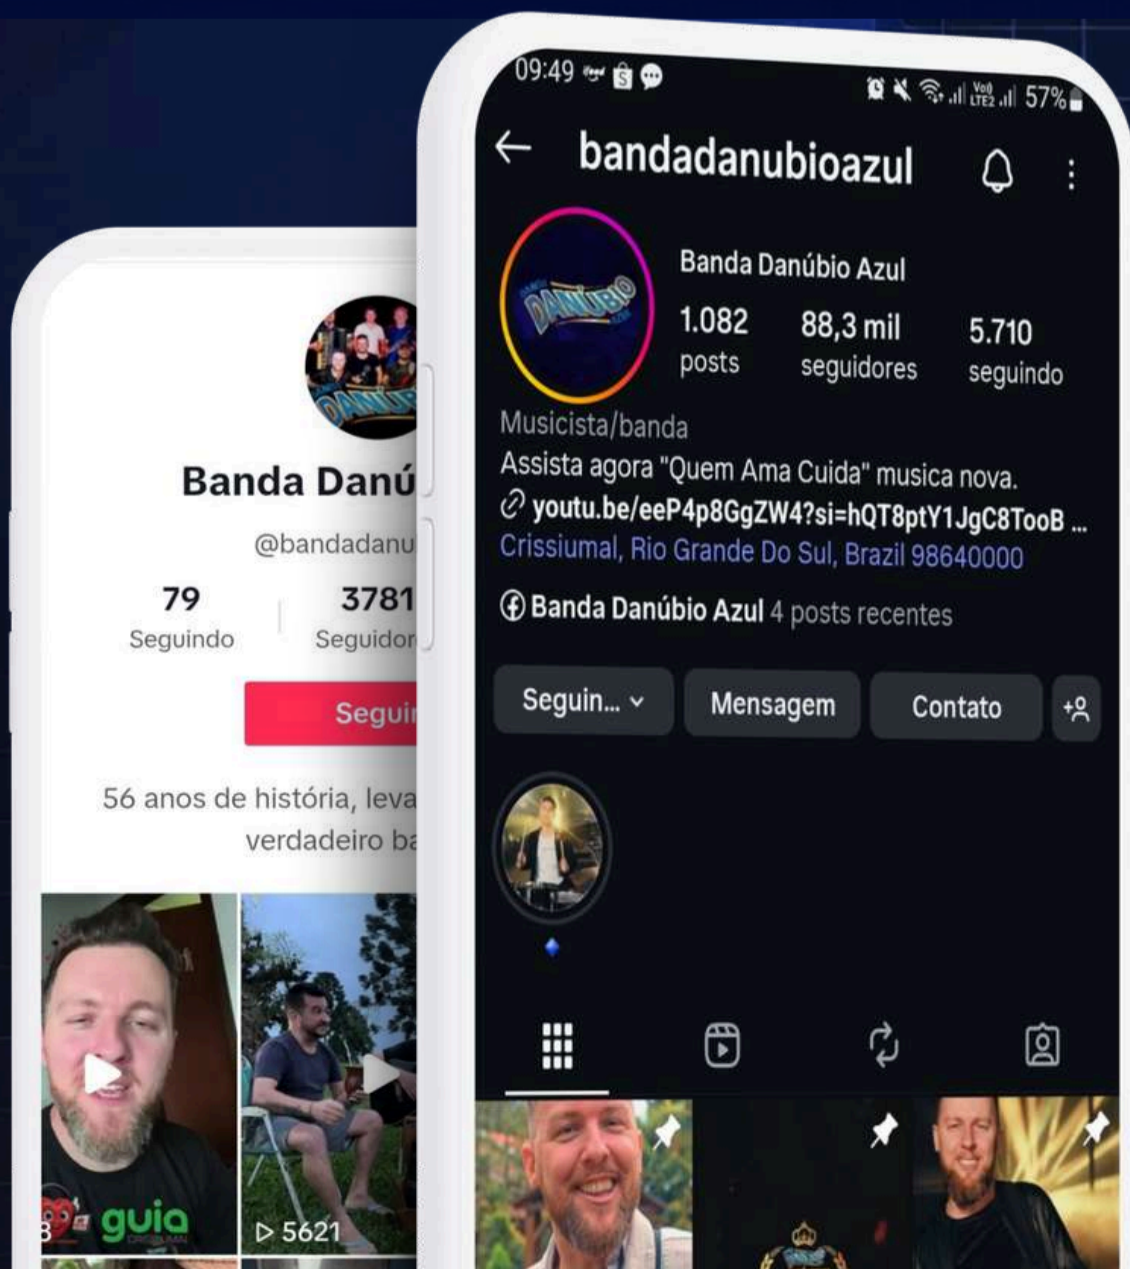 Banda Danú
@bandadanu
79
3781
Seguindo
Seguidor
Seguir
56 anos de história, leva
verdadeiro ba
guia
5621
09:49
57%
bandadanubioazul
DANÚBIO
Banda Danúbio Azul
1.082
88,3 mil
5.710
posts
seguidores
seguindo
Musicista/banda
Assista agora "Quem Ama Cuida" musica nova.
youtu.be/eeP4p8GgZW4?si=hQT8ptY1JgC8TooB ...
Crissiumal, Rio Grande Do Sul, Brazil 98640000
Banda Danúbio Azul 4 posts recentes
Seguin...
Mensagem
Contato